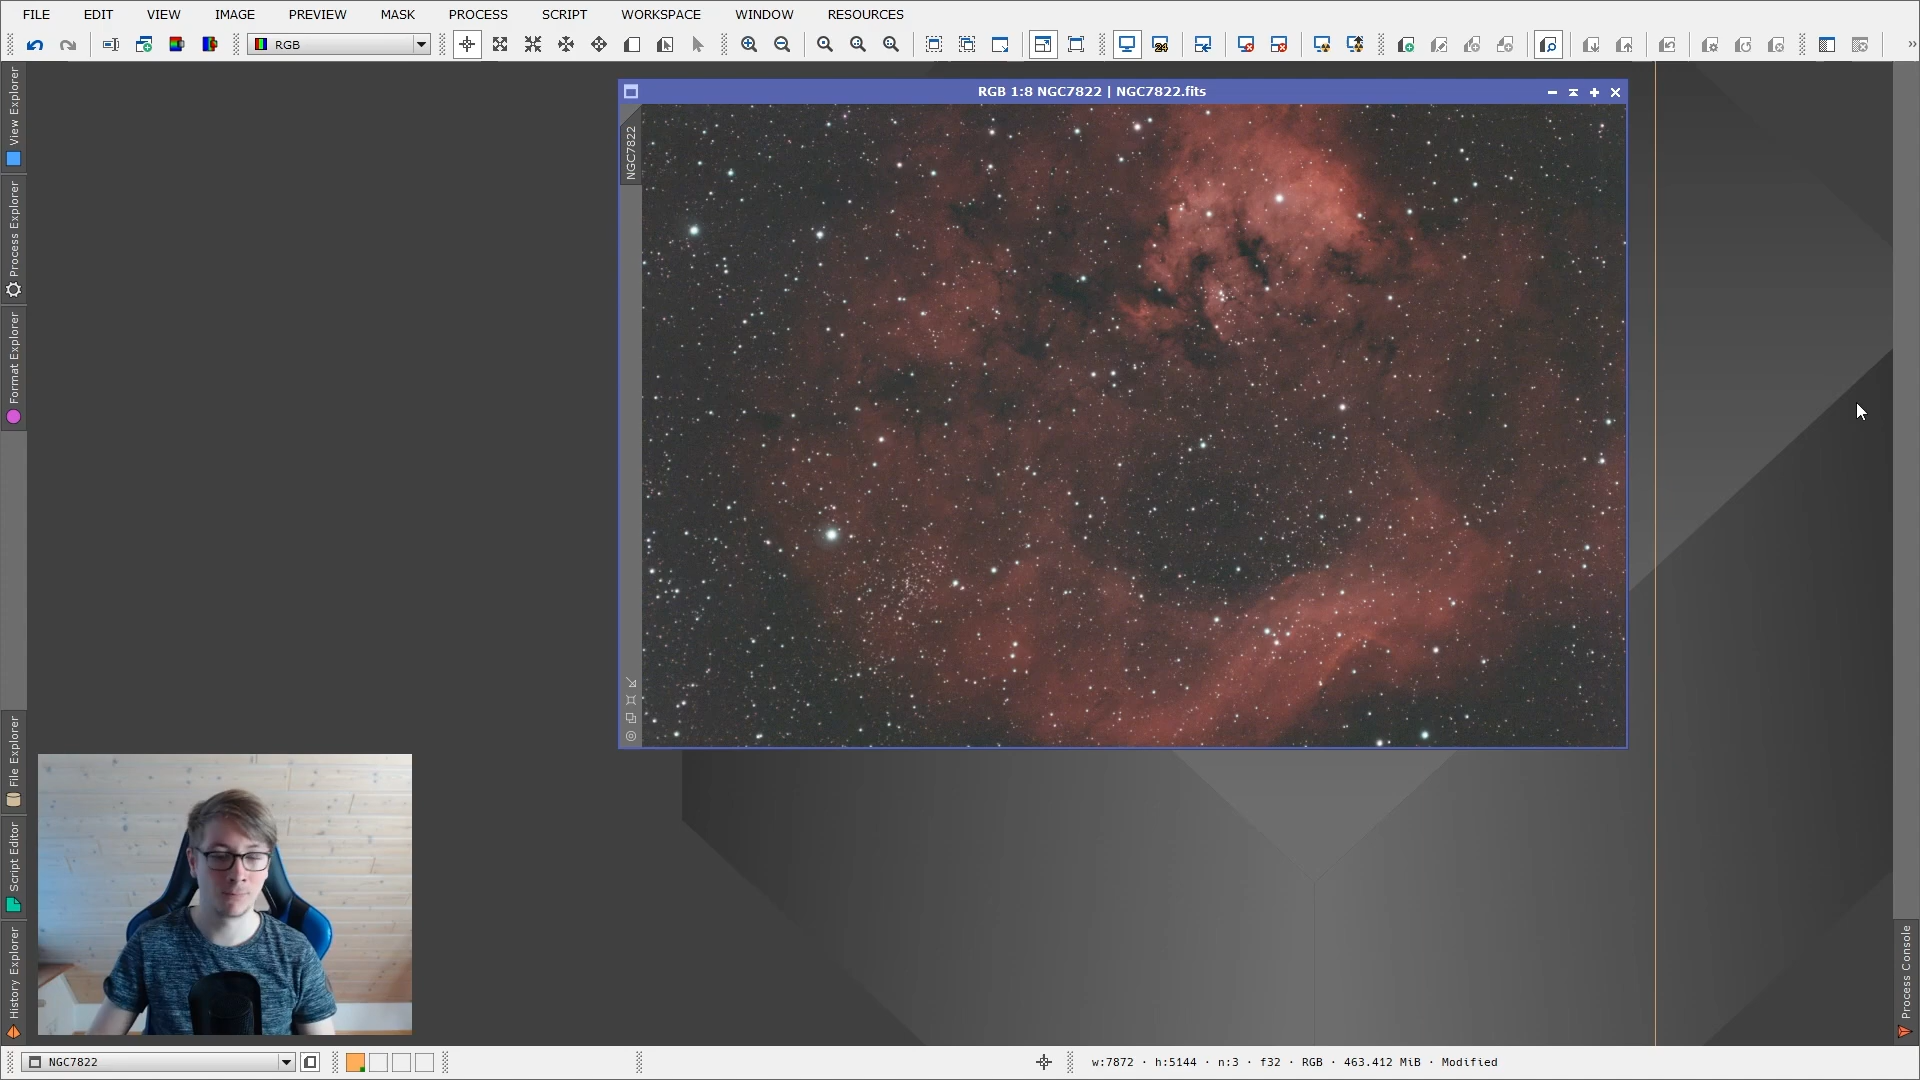 FILE EDIT VIEW IMAGE PREVIEW MASK PROCESS SCRIPT WORKSPACE WINDOW RESOURCES
RGB
24
»
View Explorer
Process Explorer
Format Explorer
File Explorer
Script Editor
History Explorer
RGB 1:8 NGC7822 | NGC7822.fits
NGC7822
Process Console
NGC7822
w:7872 · h:5144 · n:3 · f32 · RGB · 463.412 MiB · Modified